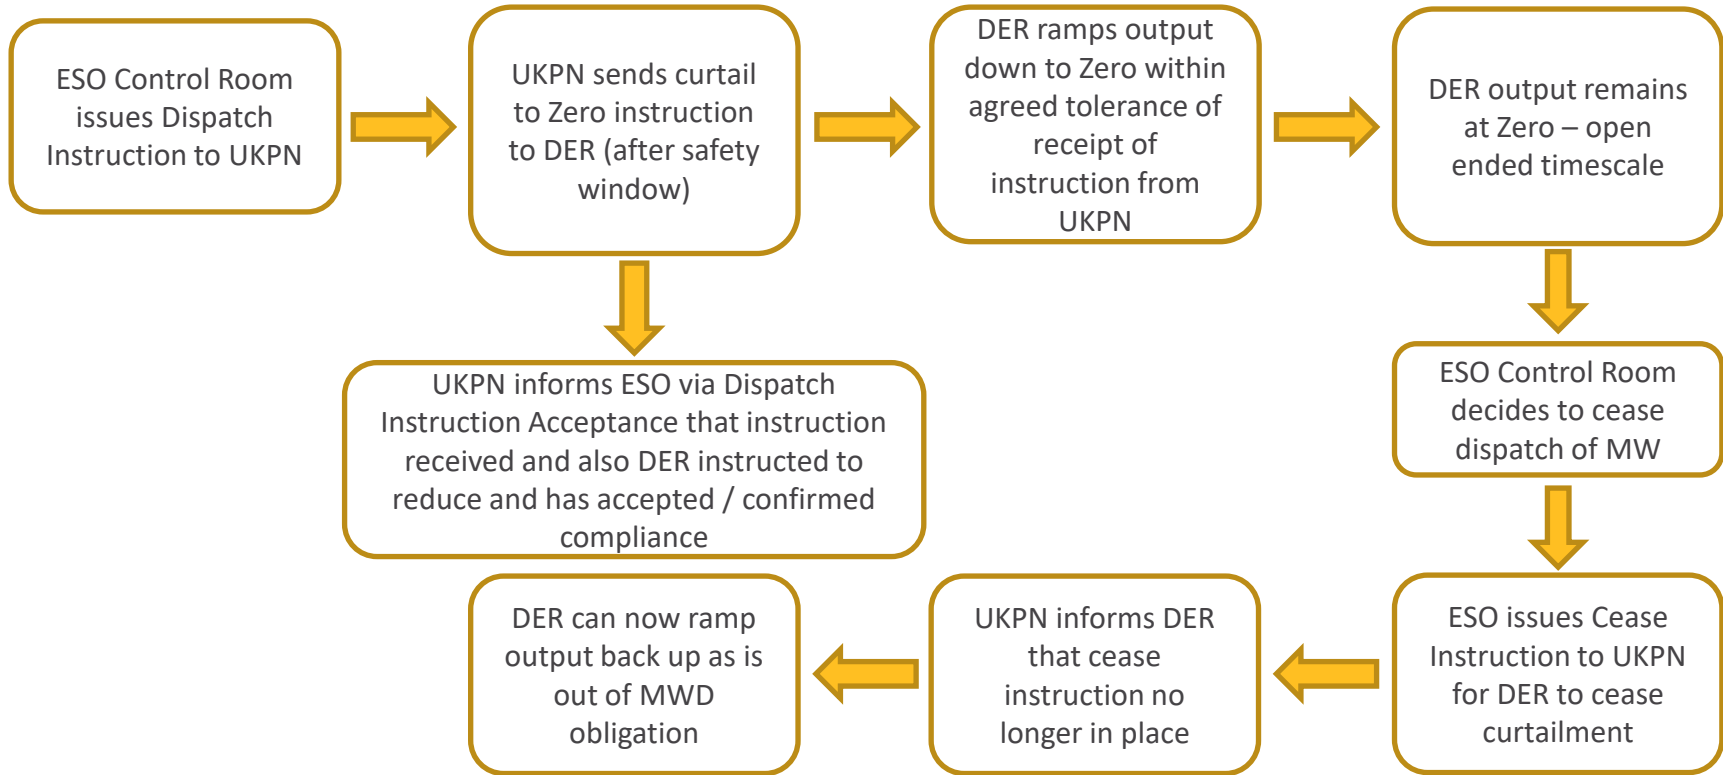 ESO Control Room
issues Dispatch
Instruction to UKPN
UKPN sends curtail
to Zero instruction
to DER (after safety
window)
DER ramps output
down to Zero within
agreed tolerance of
receipt of
instruction from
UKPN
DER output remains
at Zero – open
ended timescale
UKPN informs ESO via Dispatch
Instruction Acceptance that instruction
received and also DER instructed to
reduce and has accepted / confirmed
compliance
ESO Control Room
decides to cease
dispatch of MW
ESO issues Cease
Instruction to UKPN
for DER to cease
curtailment
UKPN informs DER
that cease
instruction no
longer in place
DER can now ramp
output back up as is
out of MWD
obligation